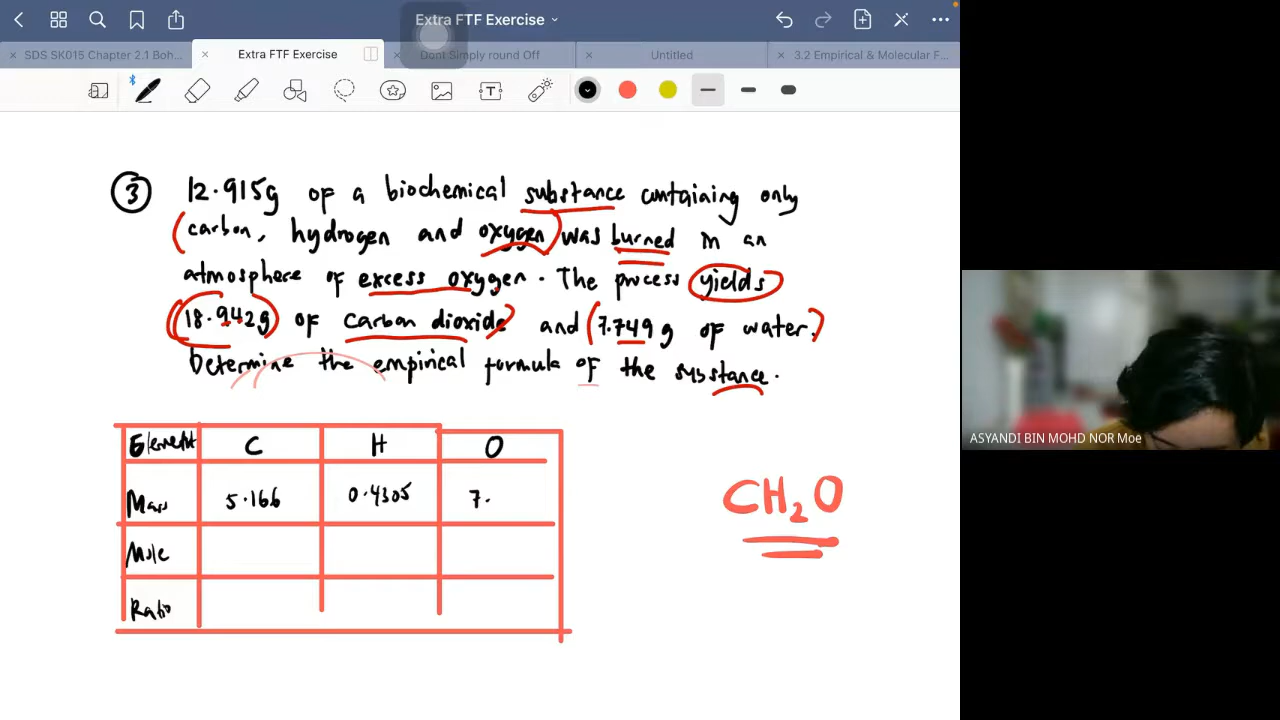 Extra FTF Exercise
SDS SK015 Chapter 2.1 Boh...
Extra FTF Exercise
Dont Simply round Off
Untitled
3.2 Empirical & Molecular F...
③ 12.915g of a biochemical substance containing only
(carbon, hydrogen and oxygen) was burned in an
atmosphere of excess oxygen. The process yields
(18.942g) of carbon dioxide and (7.749g of water.)
Determine the empirical formula of the substance.
Element C H O
Mass 5.166 0.4305 7.
Mole
Ratio
CH₂O
ASYANDI BIN MOHD NOR Moe